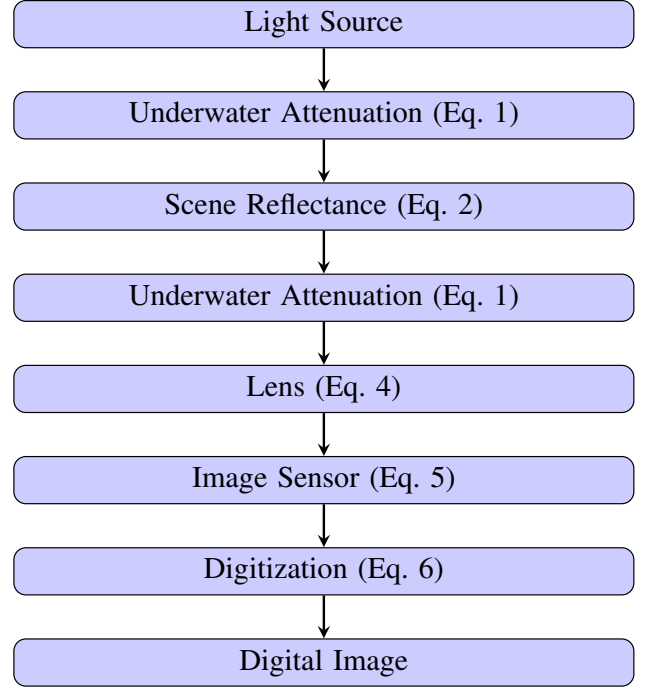 Light Source
Underwater Attenuation (Eq. 1)
Scene Reflectance (Eq. 2)
Underwater Attenuation (Eq. 1)
Lens (Eq. 4)
Image Sensor (Eq. 5)
Digitization (Eq. 6)
Digital Image